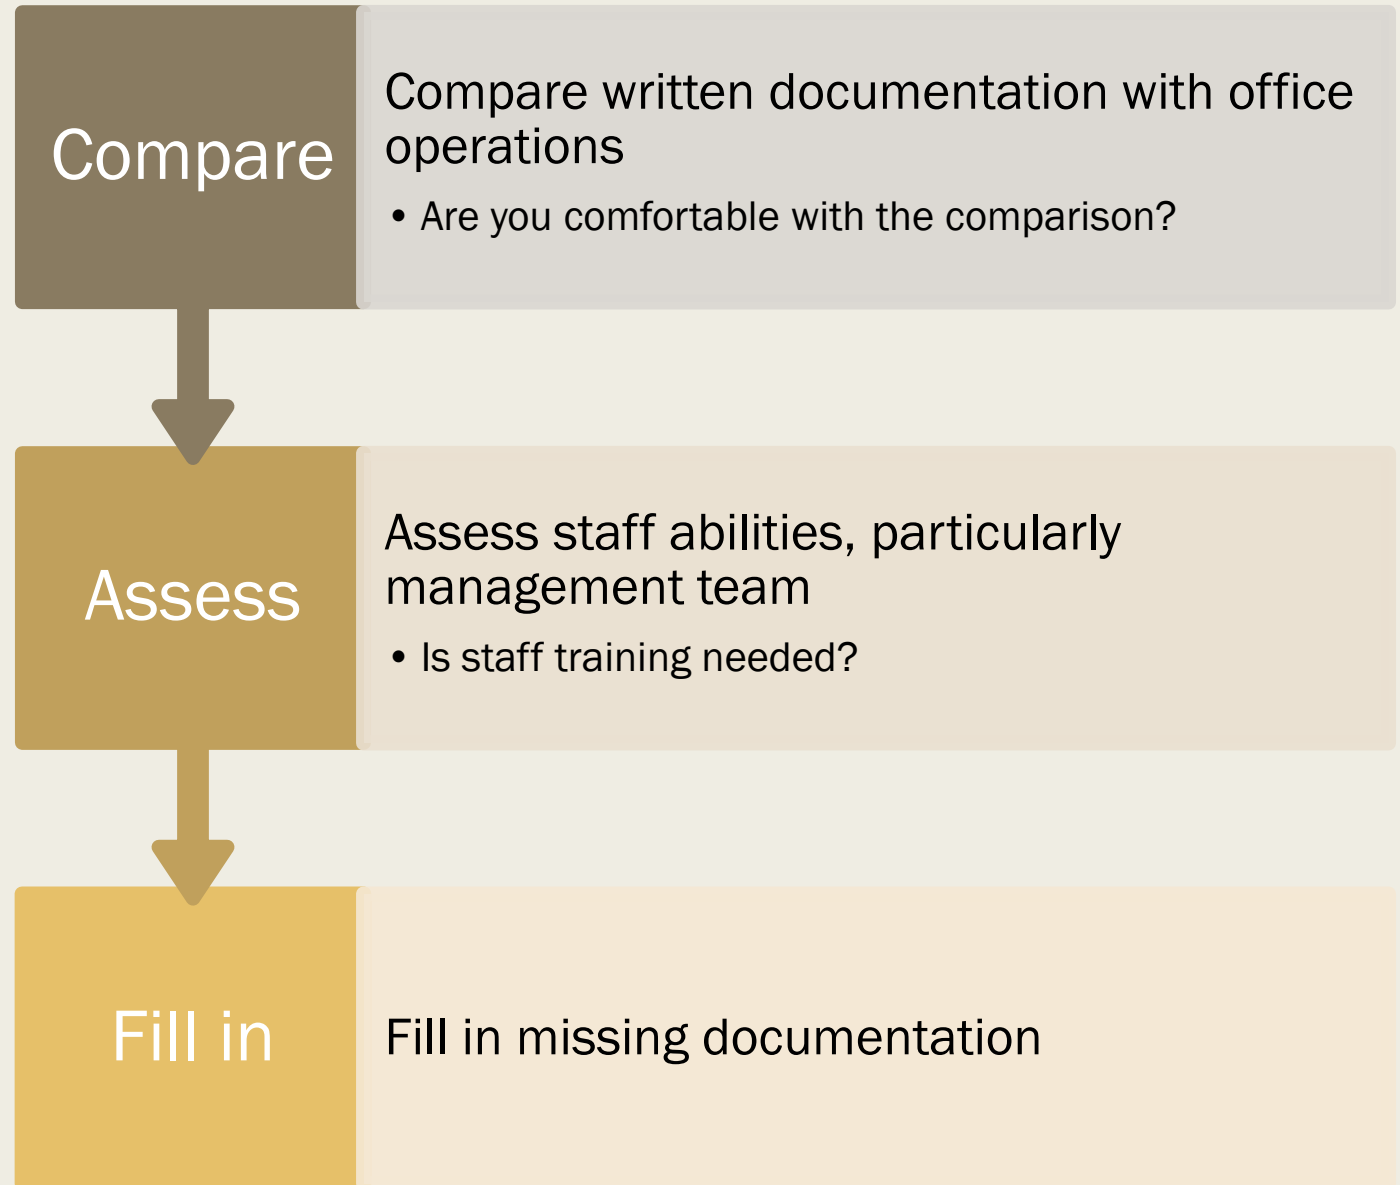 Compare
Compare written documentation with office
operations
• Are you comfortable with the comparison?
Assess
Assess staff abilities, particularly
management team
• Is staff training needed?
Fill in
Fill in missing documentation